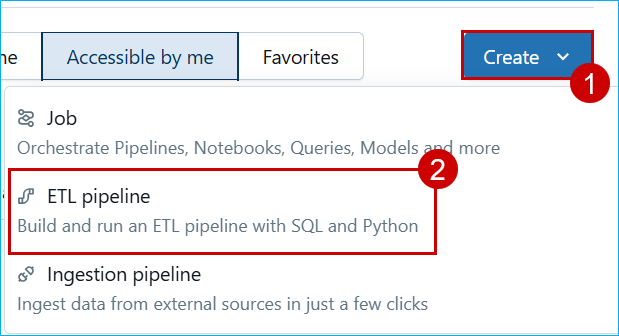 Accessible by me
Favorites
Create
1
Job
Orchestrate Pipelines, Notebooks, Queries, Models and more
2
ETL pipeline
Build and run an ETL pipeline with SQL and Python
Ingestion pipeline
Ingest data from external sources in just a few clicks